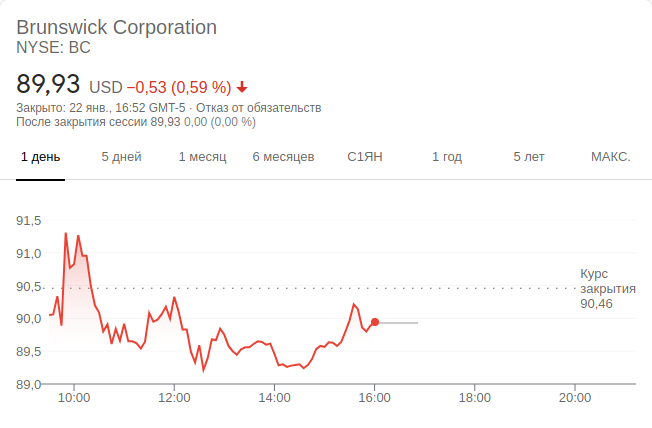 Brunswick Corporation
NYSE: BC
89,93 USD −0,53 (0,59 %)
Закрыто: 22 янв., 16:52 GMT-5 · Отказ от обязательств
После закрытия сессии 89,93 0,00 (0,00 %)
1 день 5 дней 1 месяц 6 месяцев С1ЯН 1 год 5 лет МАКС.
91,5
91,0
90,5
90,0
89,5
89,0
Курс
закрытия
90,46
10:00 12:00 14:00 16:00 18:00 20:00